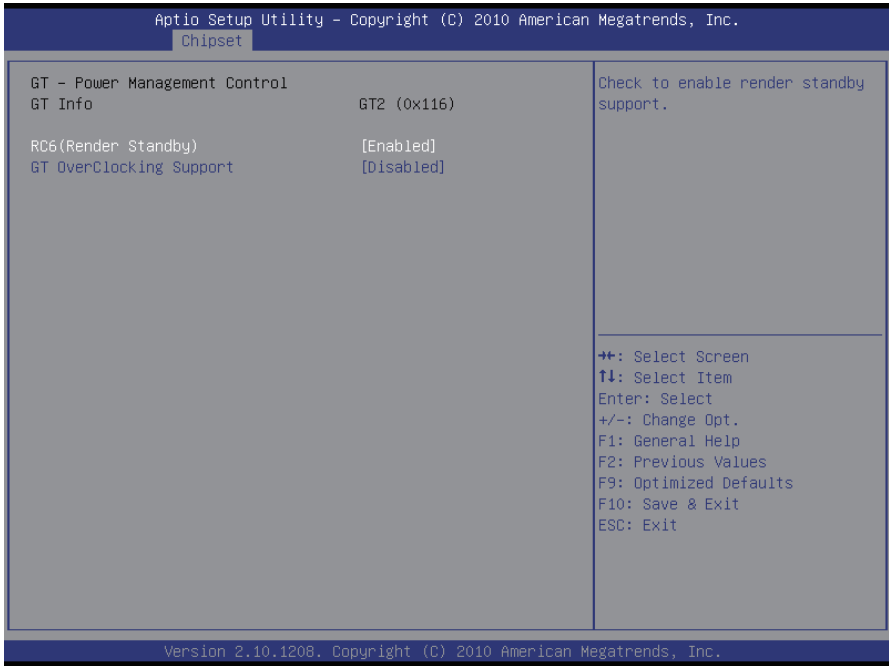 Aptio Setup Utility – Copyright (C) 2010 American Megatrends, Inc.
Chipset
GT - Power Management Control
GT Info GT2 (0x116)
RC6(Render Standby) [Enabled]
GT OverClocking Support [Disabled]
Check to enable render standby
support.
→←: Select Screen
↑↓: Select Item
Enter: Select
+/-: Change Opt.
F1: General Help
F2: Previous Values
F9: Optimized Defaults
F10: Save & Exit
ESC: Exit
Version 2.10.1208. Copyright (C) 2010 American Megatrends, Inc.